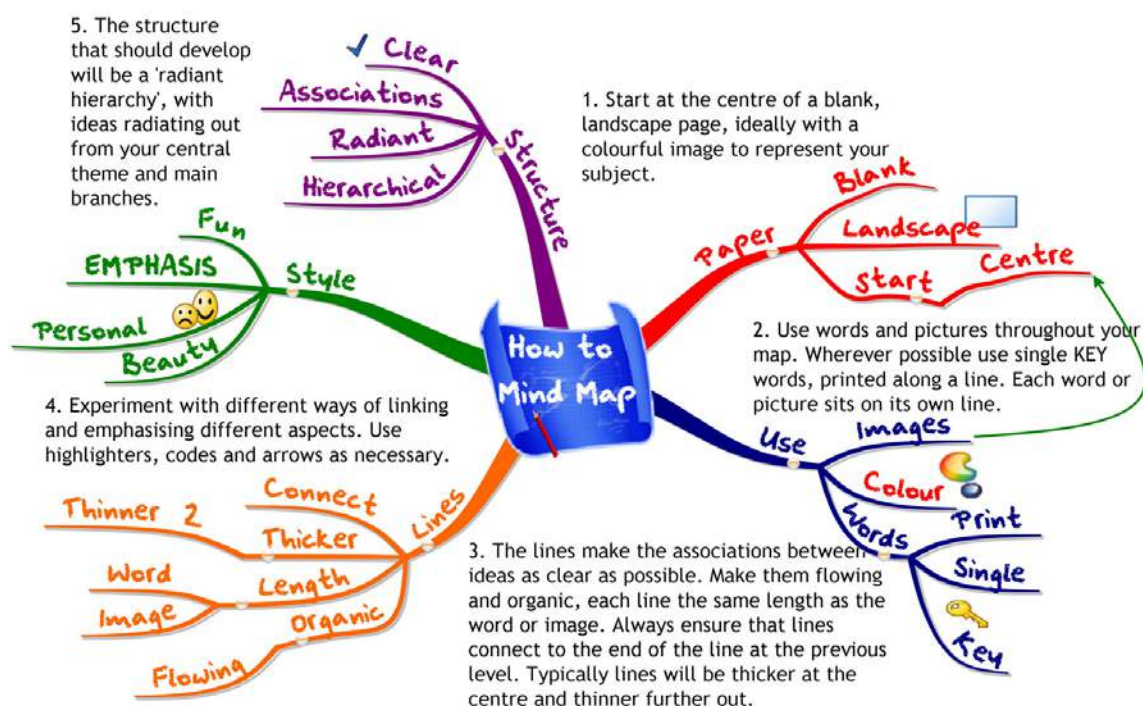 How to
Mind Map
1. Start at the centre of a blank,
landscape page, ideally with a
colourful image to represent your
subject.
Paper
Blank
Landscape
Start
Centre
2. Use words and pictures throughout your
map. Wherever possible use single KEY
words, printed along a line. Each word or
picture sits on its own line.
Use
Images
Colour
Words
Print
Single
Key
3. The lines make the associations between
ideas as clear as possible. Make them flowing
and organic, each line the same length as the
word or image. Always ensure that lines
connect to the end of the line at the previous
level. Typically lines will be thicker at the
centre and thinner further out.
Lines
Connect
Thicker
Thinner 2
Length
Word
Image
Organic
Flowing
4. Experiment with different ways of linking
and emphasising different aspects. Use
highlighters, codes and arrows as necessary.
Style
Fun
EMPHASIS
Personal
Beauty
5. The structure
that should develop
will be a 'radiant
hierarchy', with
ideas radiating out
from your central
theme and main
branches.
Structure
Clear
Associations
Radiant
Hierarchical